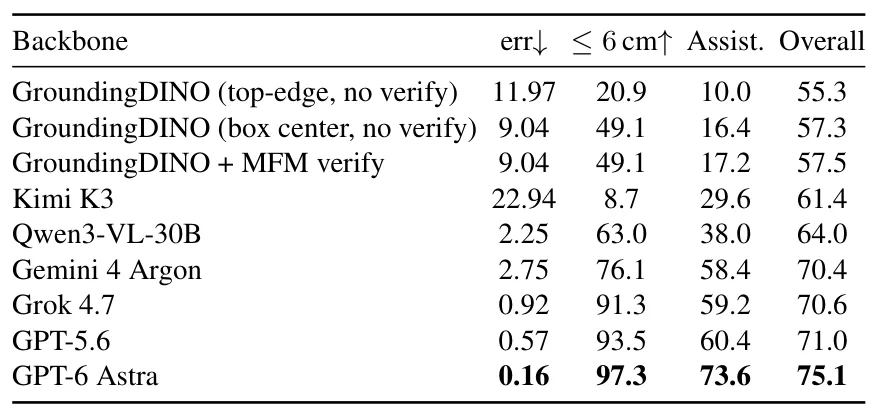 Backbone err↓ ≤ 6 cm↑ Assist. Overall
GroundingDINO (top-edge, no verify) 11.97 20.9 10.0 55.3
GroundingDINO (box center, no verify) 9.04 49.1 16.4 57.3
GroundingDINO + MFM verify 9.04 49.1 17.2 57.5
Kimi K3 22.94 8.7 29.6 61.4
Qwen3-VL-30B 2.25 63.0 38.0 64.0
Gemini 4 Argon 2.75 76.1 58.4 70.4
Grok 4.7 0.92 91.3 59.2 70.6
GPT-5.6 0.57 93.5 60.4 71.0
GPT-6 Astra 0.16 97.3 73.6 75.1